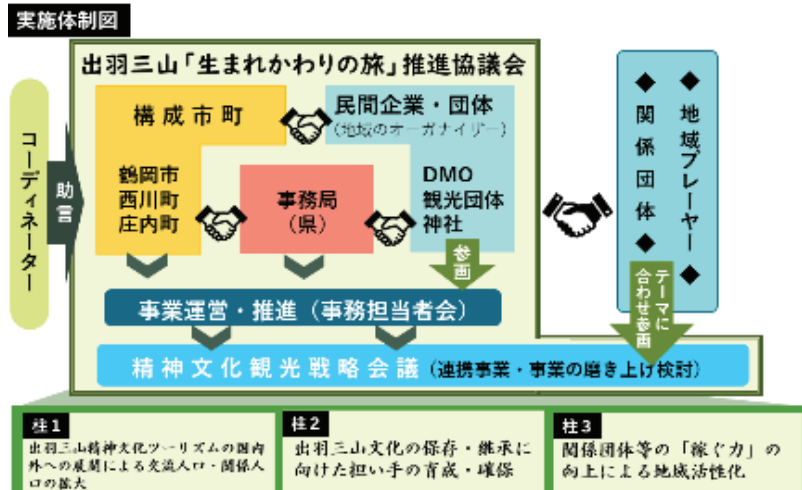 実施体制図
出羽三山「生まれかわりの旅」推進協議会
コーディネーター
助言
構成市町
民間企業・団体
(地域のオーガナイザー)
鶴岡市
西川町
庄内町
事務局
(県)
DMO
観光団体
神社
◆地域プレーヤー◆
◆関係団体◆
参画
テーマに
合わせ参画
事業運営・推進(事務担当者会)
精神文化観光戦略会議(連携事業・事業の磨き上げ検討)
柱1
出羽三山精神文化ツーリズムの国内
外への展開による交流人口・関係人
口の拡大
柱2
出羽三山文化の保存・継承に
向けた担い手の育成・確保
柱3
関係団体等の「稼ぐ力」の
向上による地域活性化